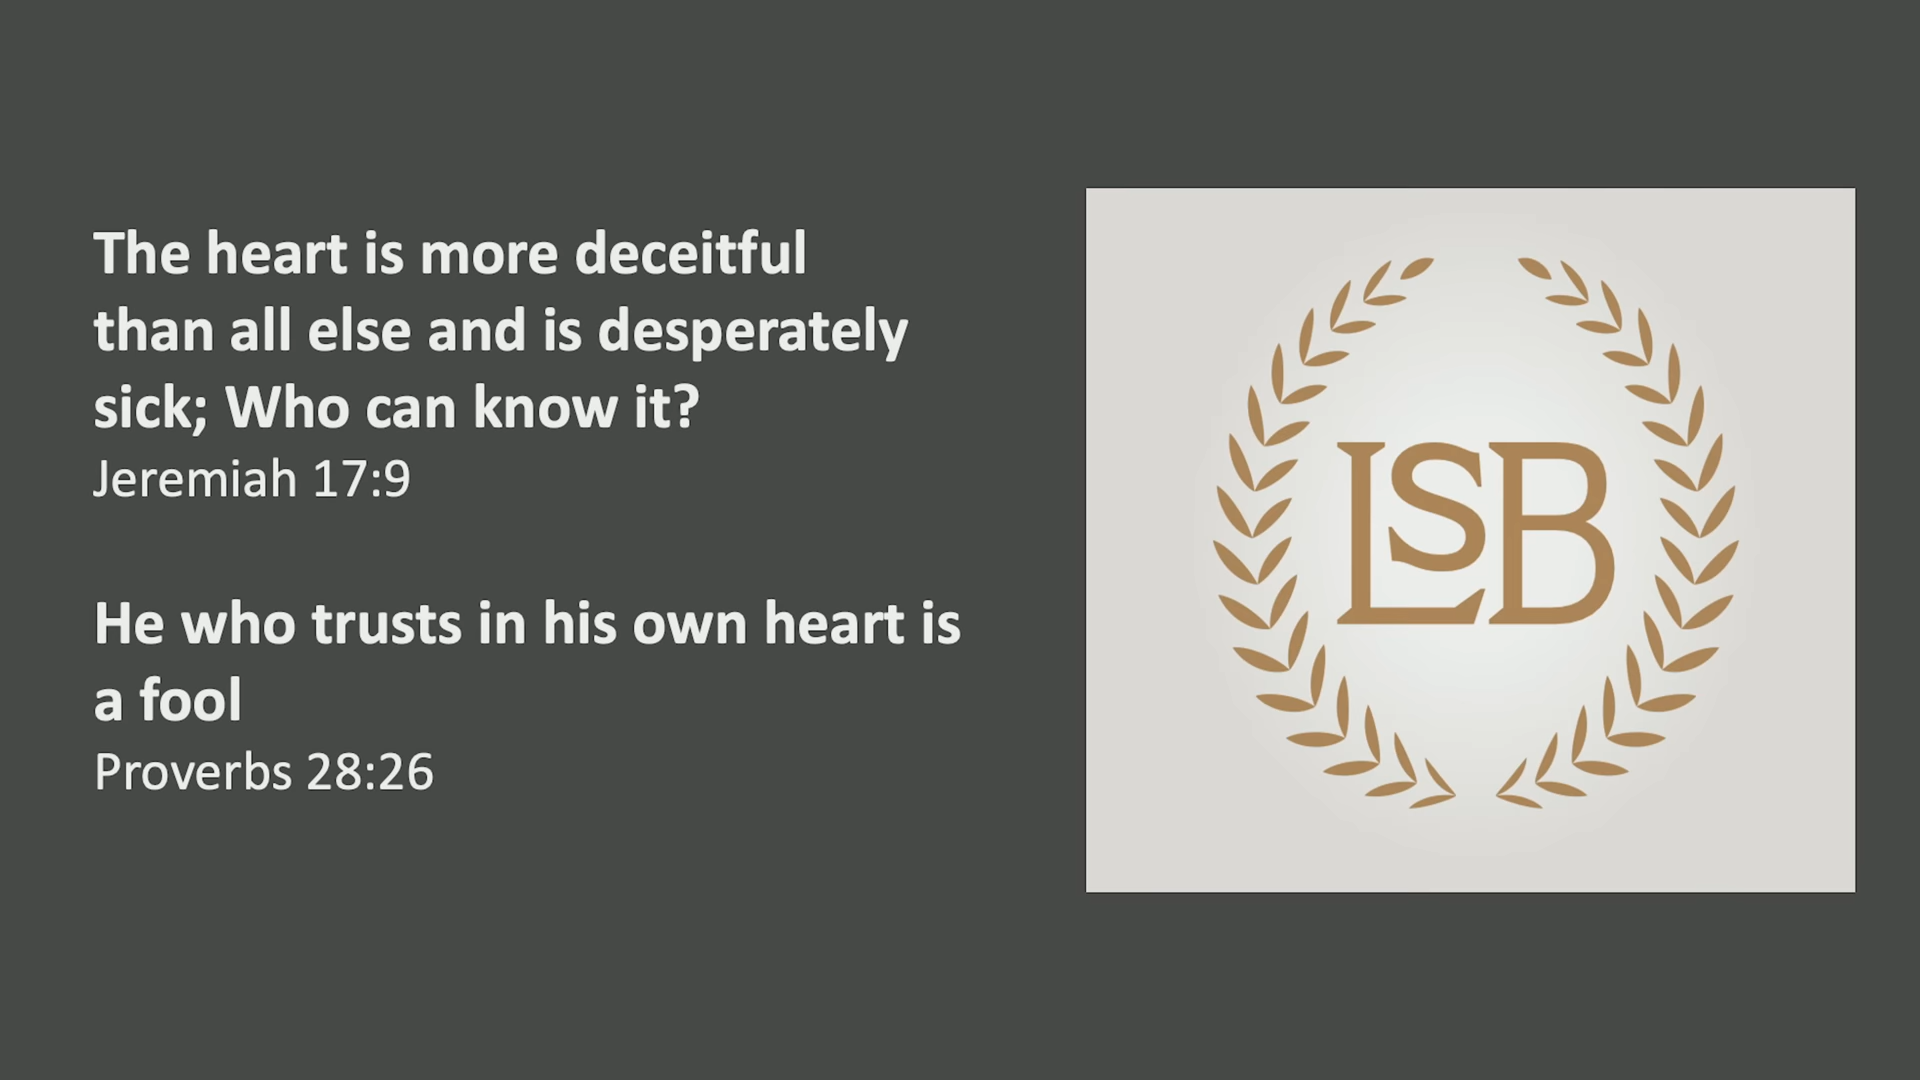 The heart is more deceitful
than all else and is desperately
sick; Who can know it?
Jeremiah 17:9
He who trusts in his own heart is
a fool
Proverbs 28:26
LSB